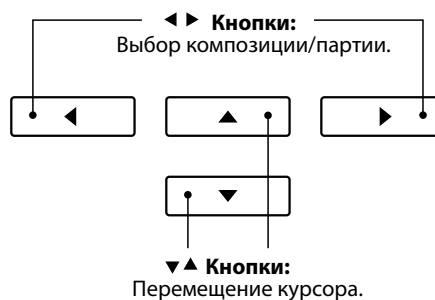 ◀ ▶ Кнопки:
Выбор композиции/партии.
▼▲ Кнопки:
Перемещение курсора.